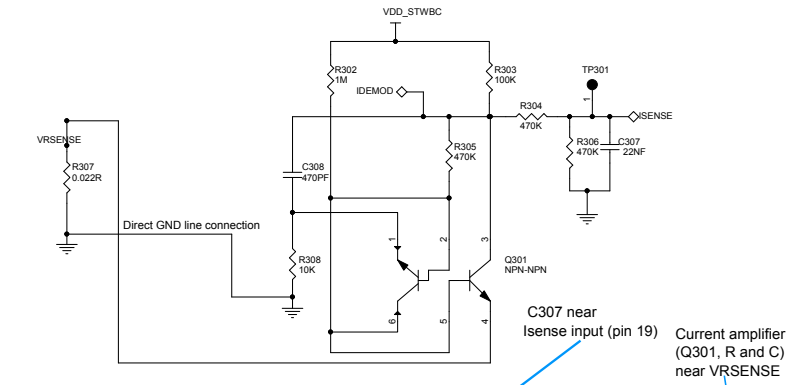 VDD_STWBC
R302
1M
R303
100K
TP301
1
IDEMOD
R304
470K
ISENSE
VRSENSE
R307
0.022R
C308
470PF
R305
470K
R306
470K
C307
22NF
Direct GND line connection
R308
10K
1
2
3
Q301
NPN-NPN
6
5
4
C307 near
Isense input (pin 19)
Current amplifier
(Q301, R and C)
near VRSENSE